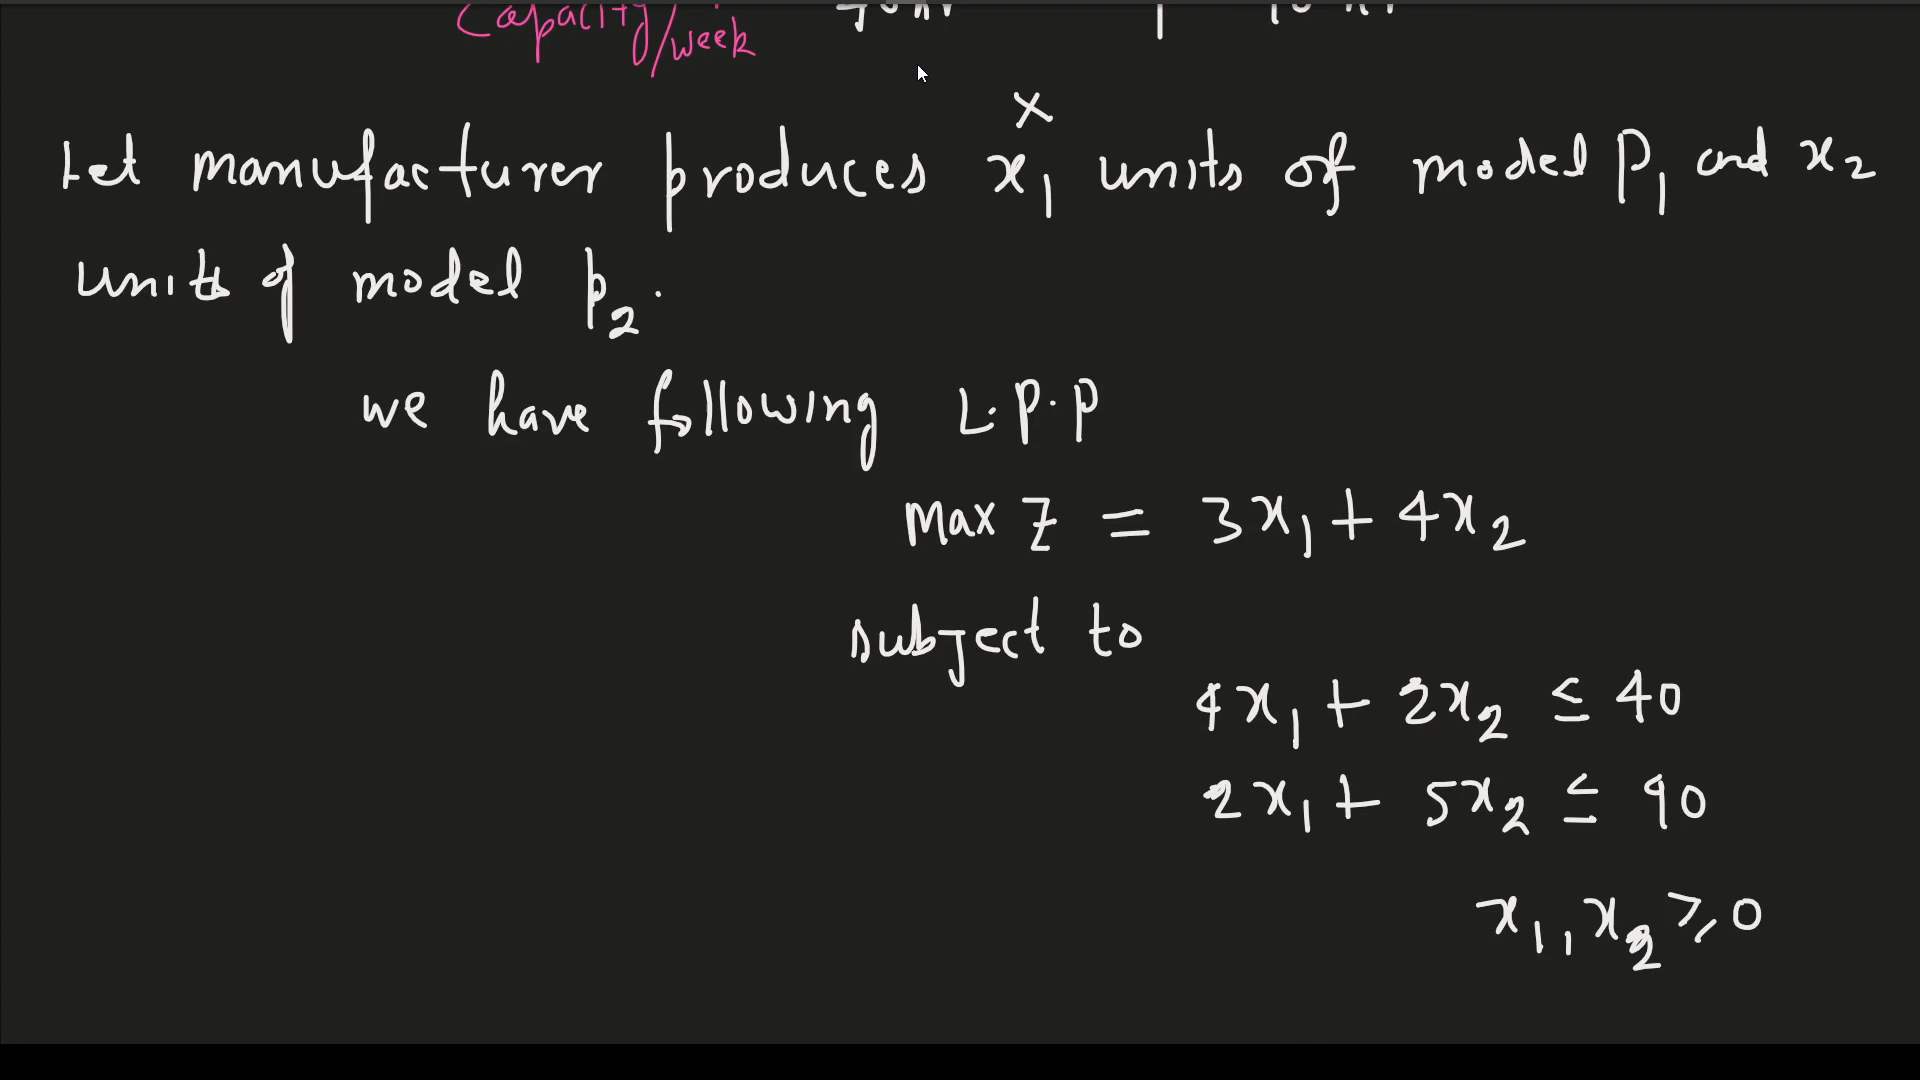 Capacity/week
x
Let manufacturer produces x₁ units of model P₁ and x₂
units of model p₂.
we have following L.P.P
Max Z = 3x₁ + 4x₂
subject to
4x₁ + 2x₂ ≤ 40
2x₁ + 5x₂ ≤ 90
x₁, x₂ ≥ 0